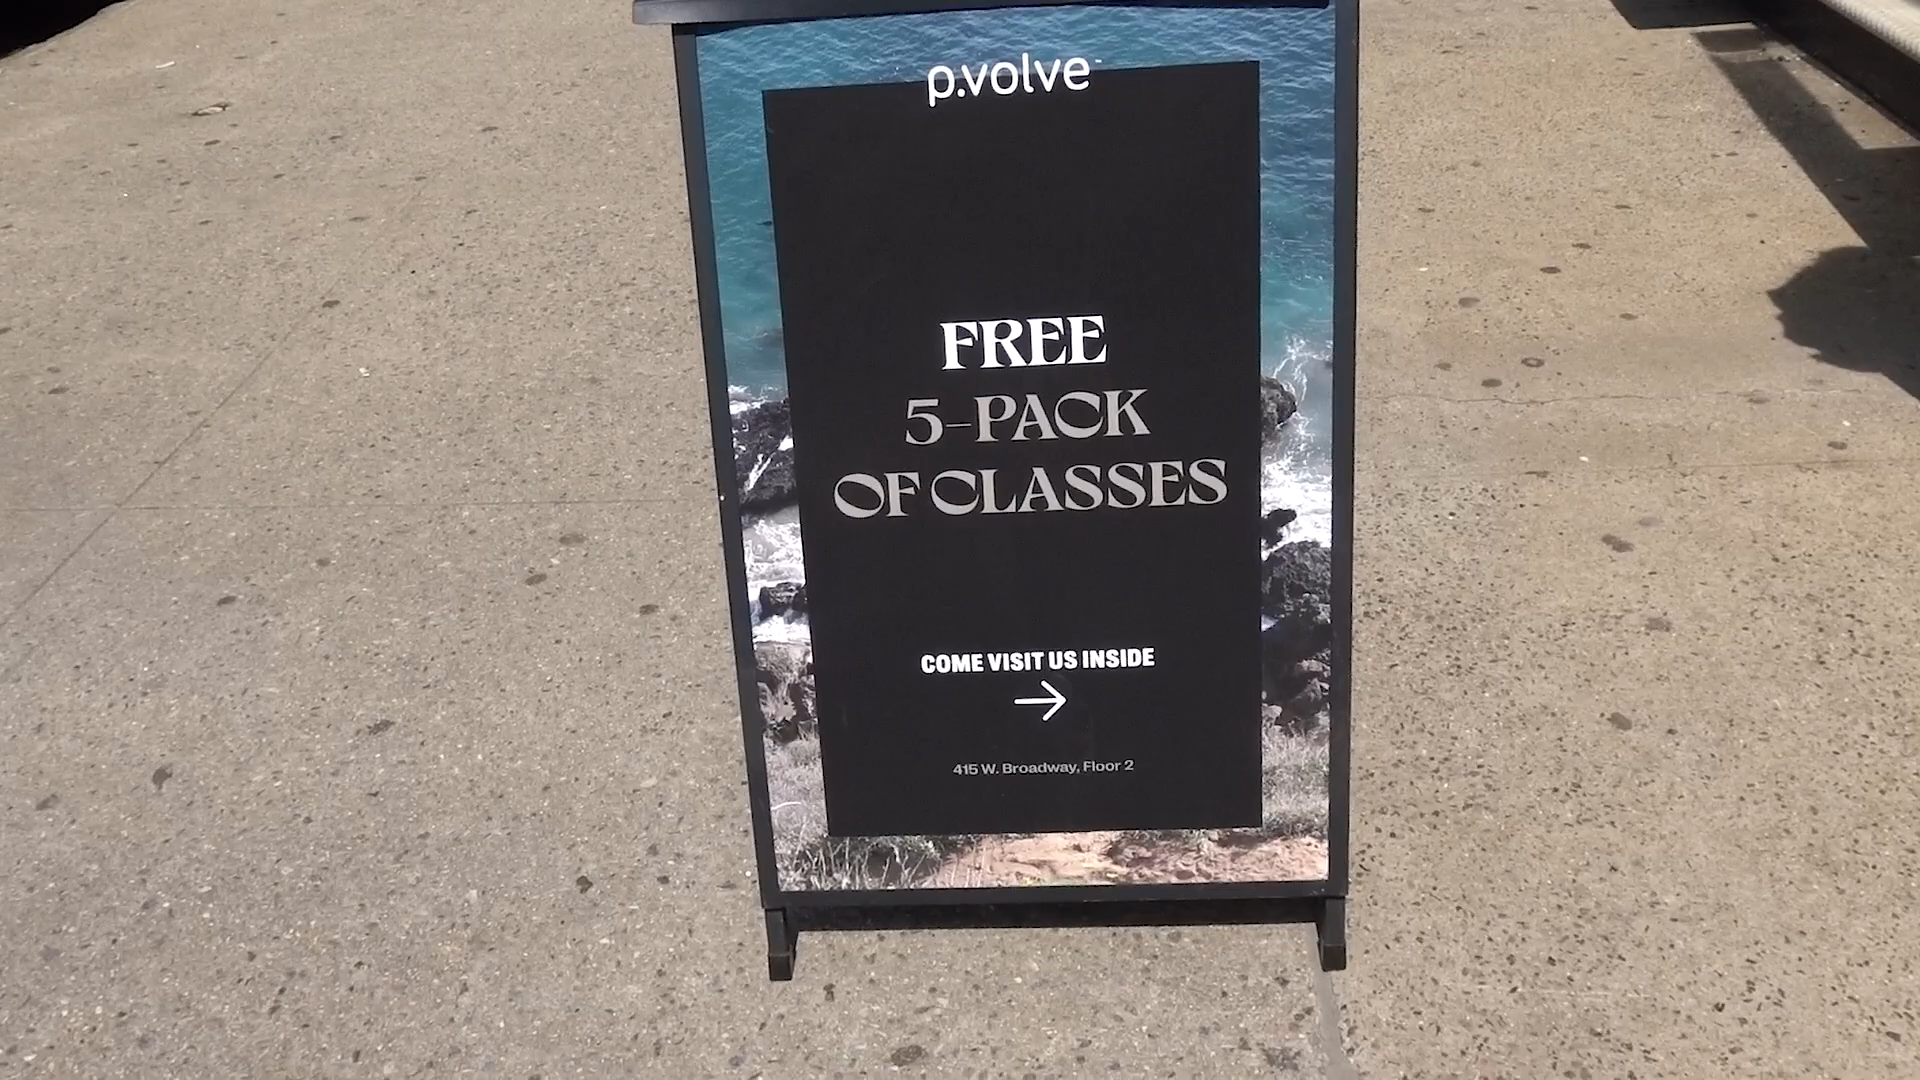 p.volve
FREE
5-PACK
OF CLASSES
COME VISIT US INSIDE
415 W. Broadway, Floor 2